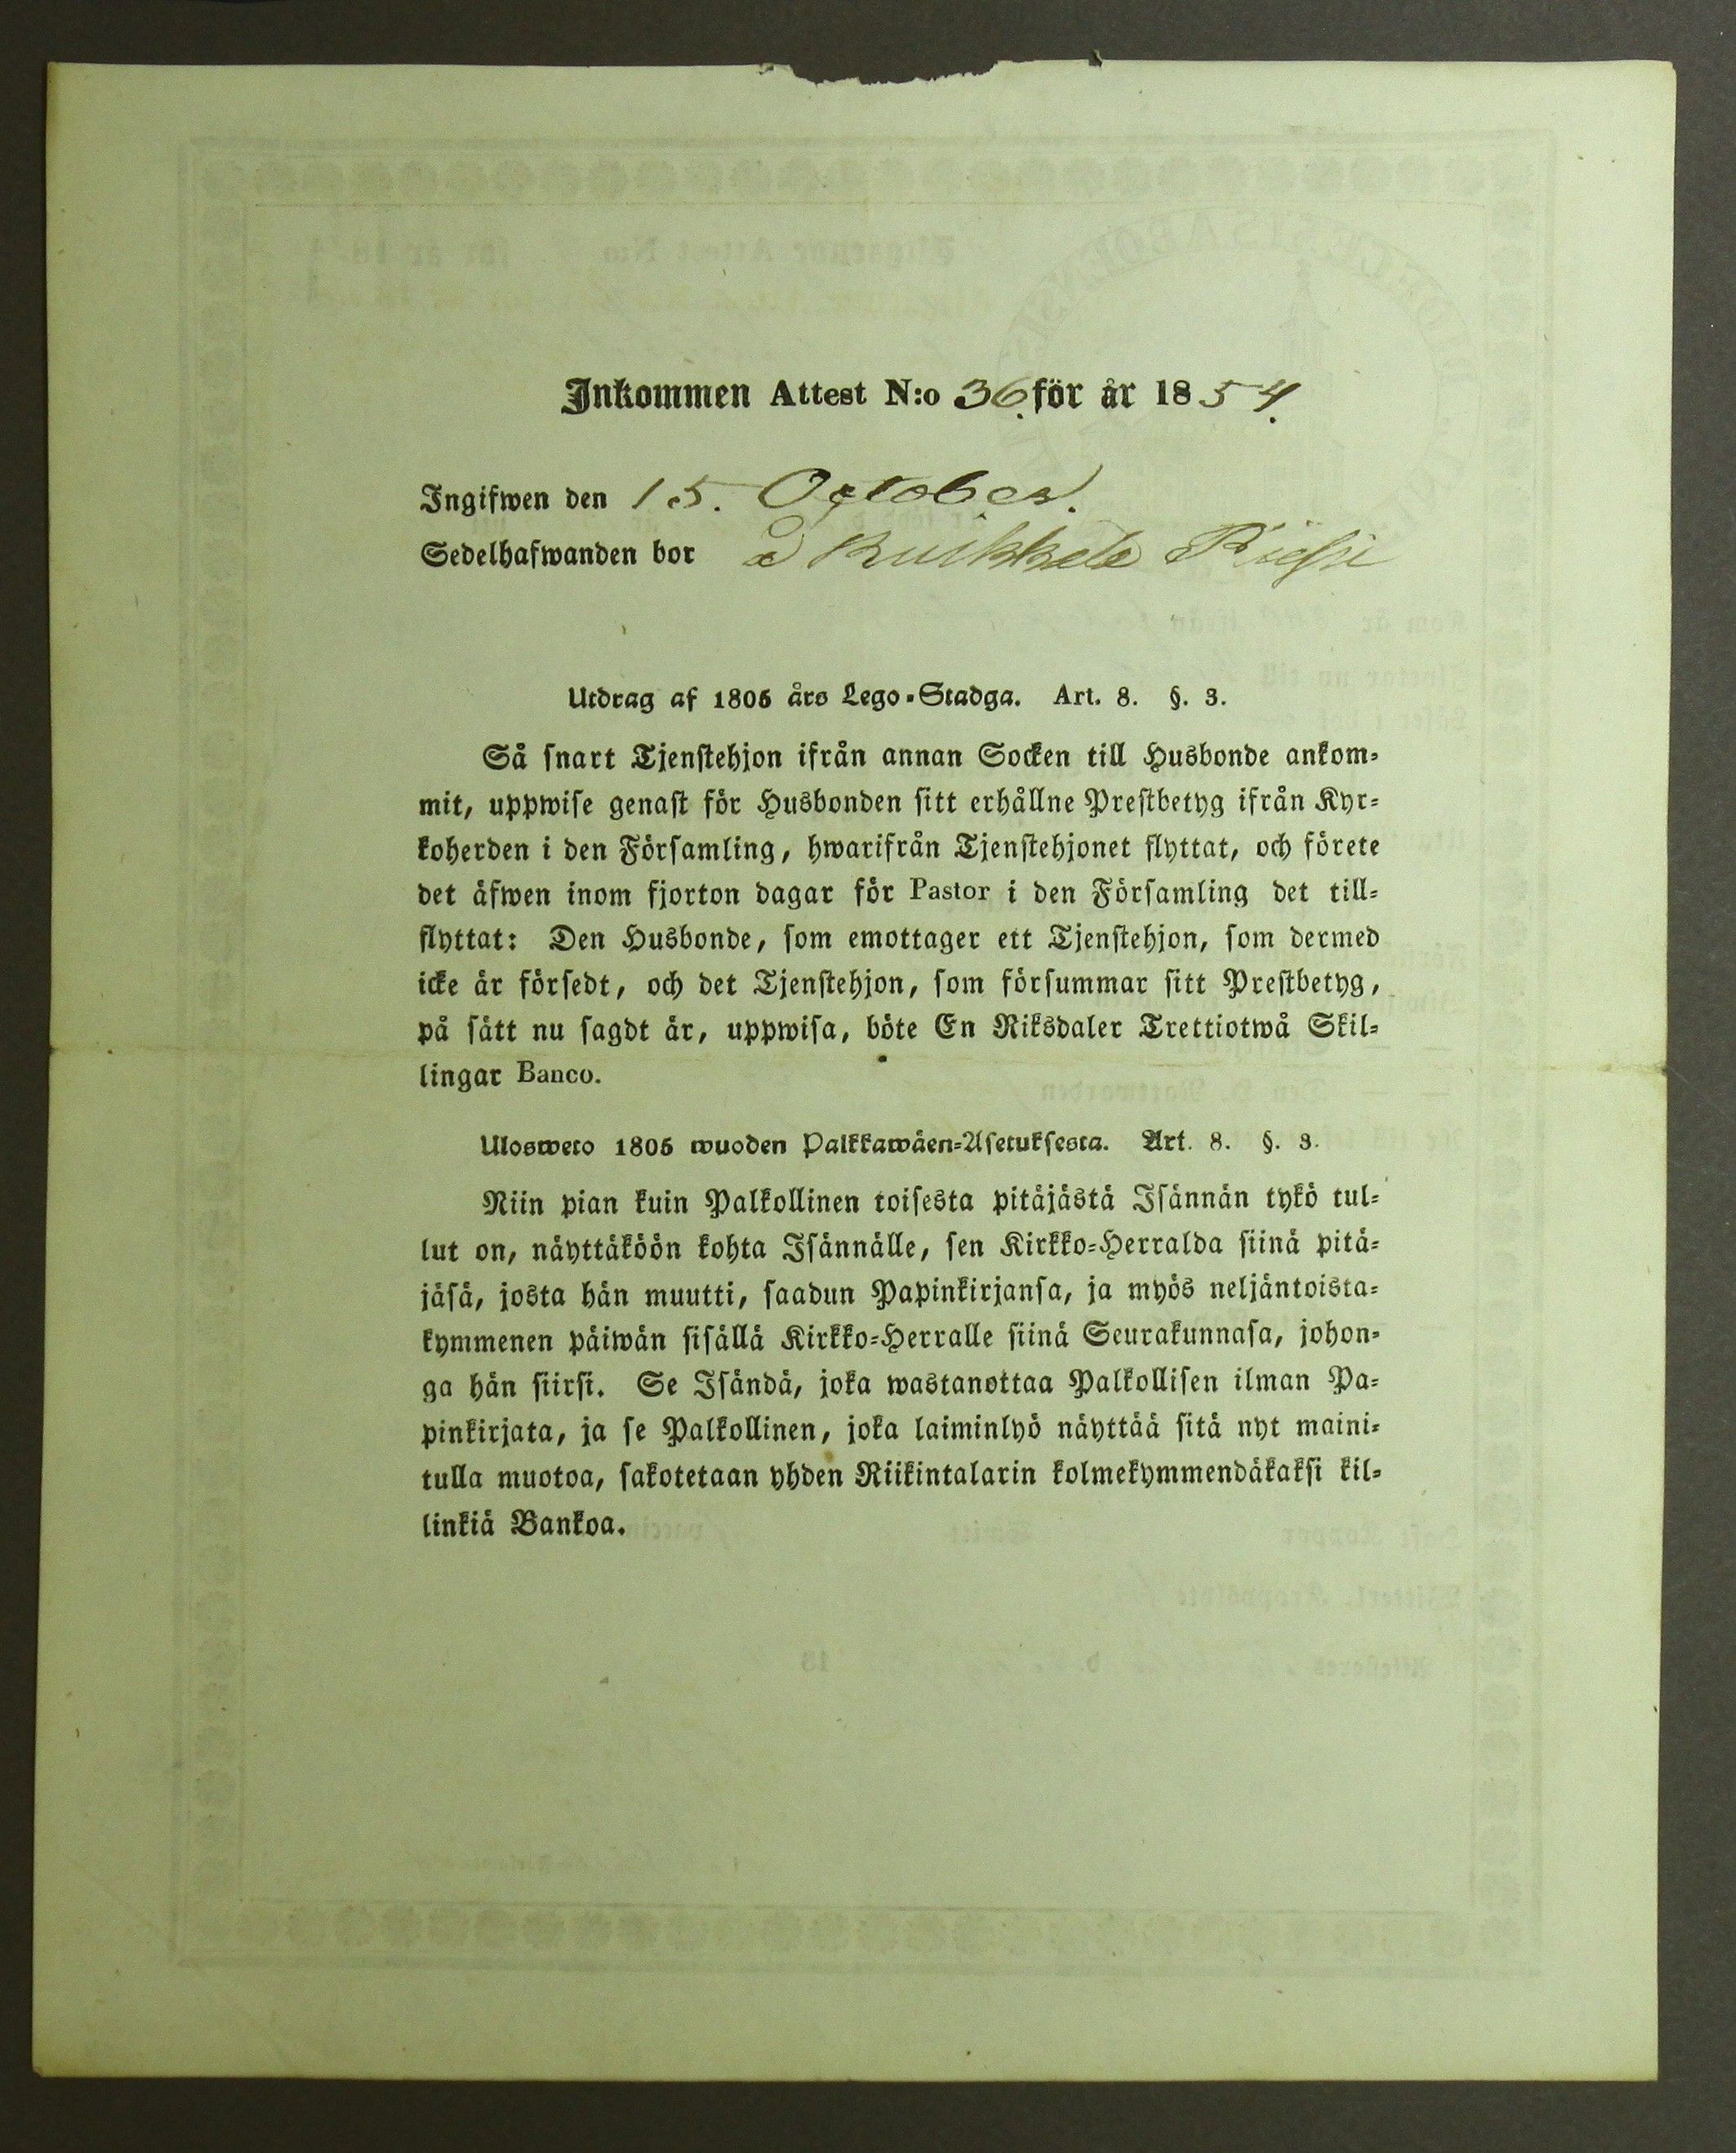 Inkommen Attest N:o 36. för år 1854.
Ingifwen den 15. October.
Sedelhafwanden bor å
Utdrag af 1805 års Lego-Stadga. Art. 8. §. 3.
Så snart Tjenstehjon ifrån annan Socken till Husbonde ankom-
mit, uppwise genast för Husbonden sitt erhållne Prestbetyg ifrån Kyr-
koherden i den Församling, hwarifrån Tjenstehjonet flyttat, och förete
det äfwen inom fjorton dagar för Pastor i den Församling det till-
flyttat: Den Husbonde, som emottager ett Tjenstehjon, som dermed
icke är försedt, och det Tjenstehjon, som försummar sitt Prestbetyg,
på sätt nu sagdt är, uppwisa, böte En Riksdaler Trettiotwå Skil-
lingar Banco.
Ulosweto 1805 wuoden Palkkawäen-Asetuksesta. Art. 8. §. 3.
Niin pian kuin Palkollinen toisesta pitäjästä Isännän tykö tul-
lut on, näyttäköön kohta Isännälle, sen Kirkko-Herralda siinä pitä-
jäsä, josta hän muutti, saadun Papinkirjansa, ja myös neljäntoista-
kymmenen päiwän sisällä Kirkko-Herralle siinä Seurakunnasa, johon-
ga hän siirsi. Se Isändä, joka wastanottaa Palkollisen ilman Pa-
pinkirjata, ja se Palkollinen, joka laiminlyö näyttää sitä nyt maini-
tulla muotoa, sakotetaan yhden Riikintalarin kolmekymmendäkaksi kil-
linkiä Bankoa.